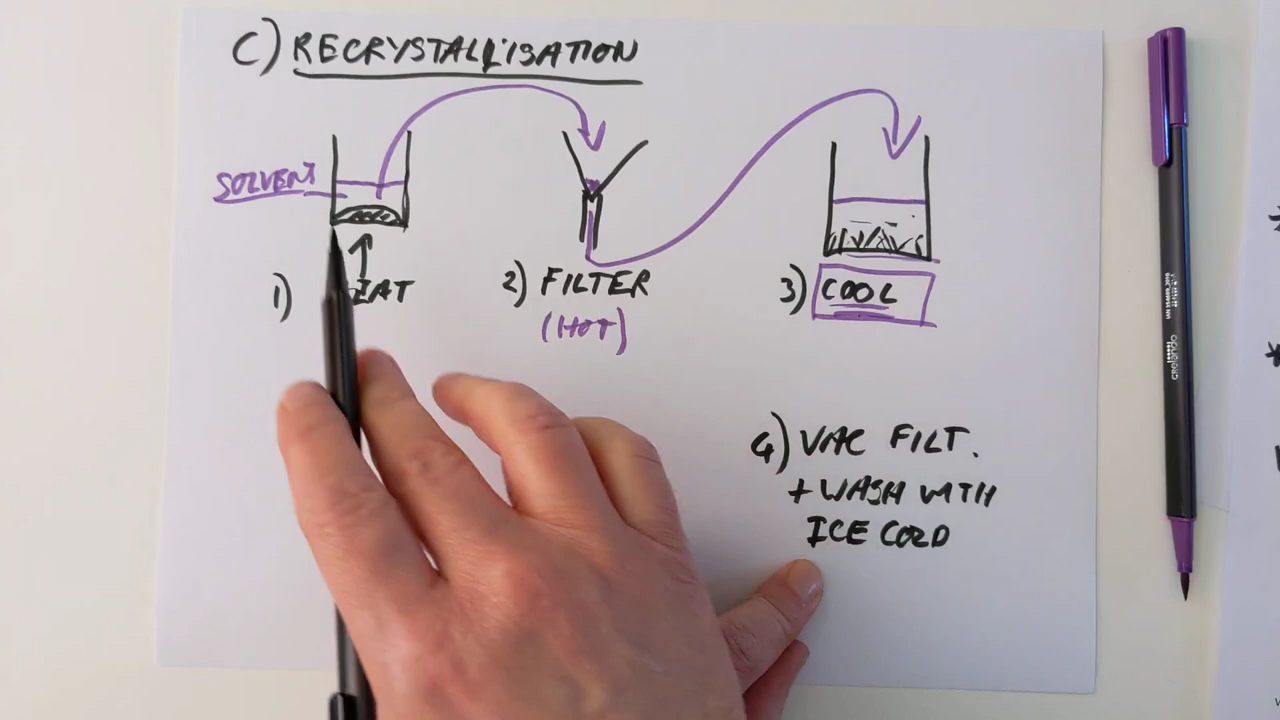 C) RECRYSTALLISATION
SOLVENT
1)
2) FILTER
(HOT)
3) COOL
4) VAC FILT.
+ WASH WITH
ICE COLD